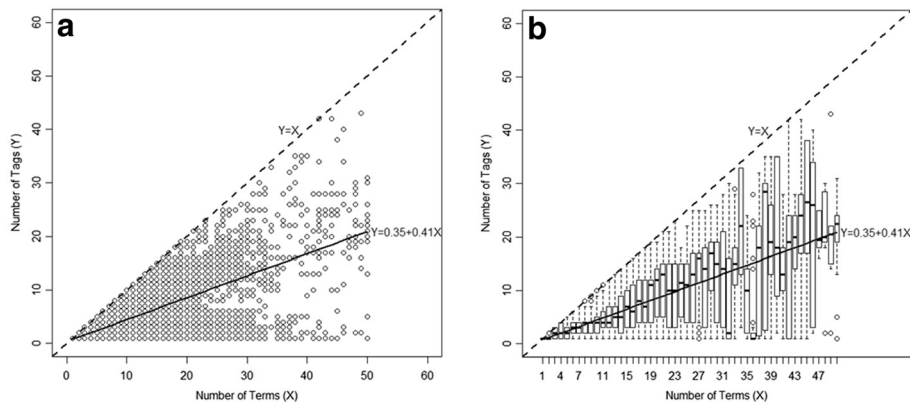 a
60
50
40
30
20
10
0
Number of Tags (Y)
Y=X
Y=0.35+0.41X
0 10 20 30 40 50 60
Number of Terms (X)
b
60
50
40
30
20
10
0
Number of Tags (Y)
Y=X
Y=0.35+0.41X
1 4 7 11 15 19 23 27 31 35 39 43 47
Number of Terms (X)